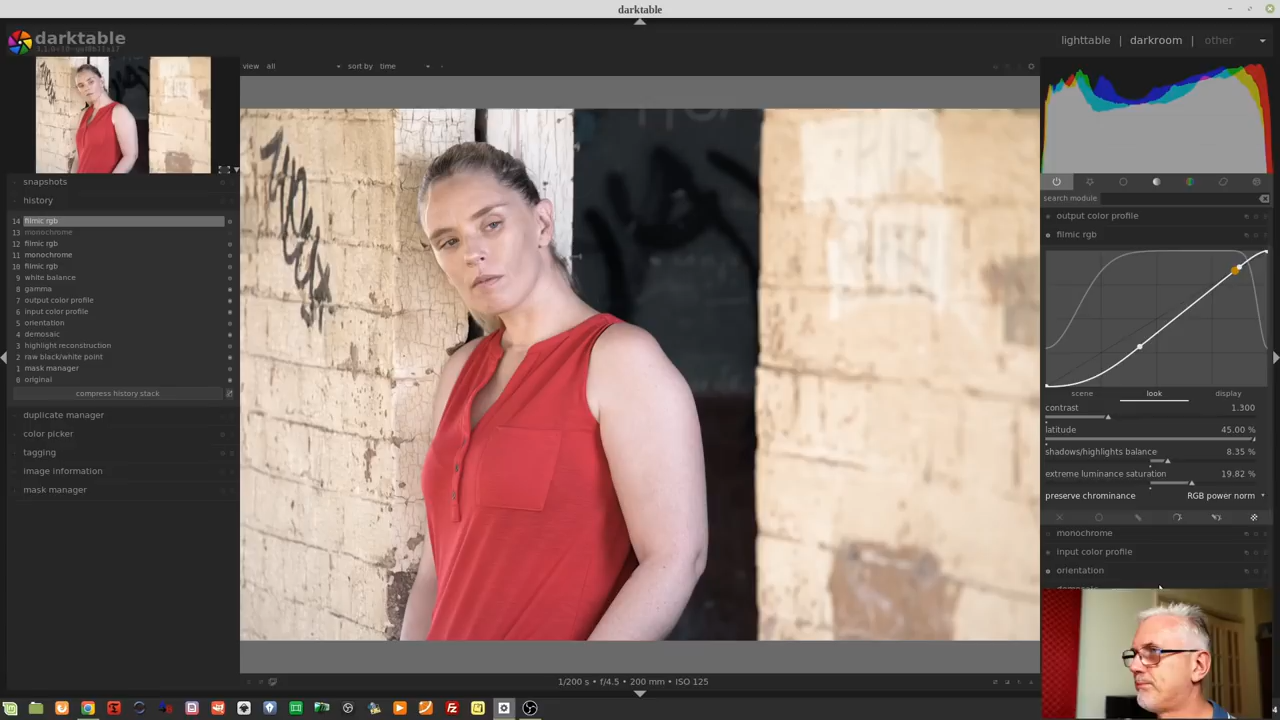 darktable
darktable
lighttable | darkroom | other
view all sort by time
snapshots
history
14 filmic rgb
13 monochrome
12 filmic rgb
11 monochrome
10 filmic rgb
9 white balance
8 gamma
7 output color profile
6 input color profile
5 orientation
4 demosaic
3 highlight reconstruction
2 raw black/white point
1 mask manager
0 original
compress history stack
duplicate manager
color picker
tagging
image information
mask manager
search module
output color profile
filmic rgb
scene look display
contrast 1.300
latitude 45.00 %
shadows/highlights balance 8.35 %
extreme luminance saturation 19.82 %
preserve chrominance RGB power norm
monochrome
input color profile
orientation
1/200 s • f/4.5 • 200 mm • ISO 125